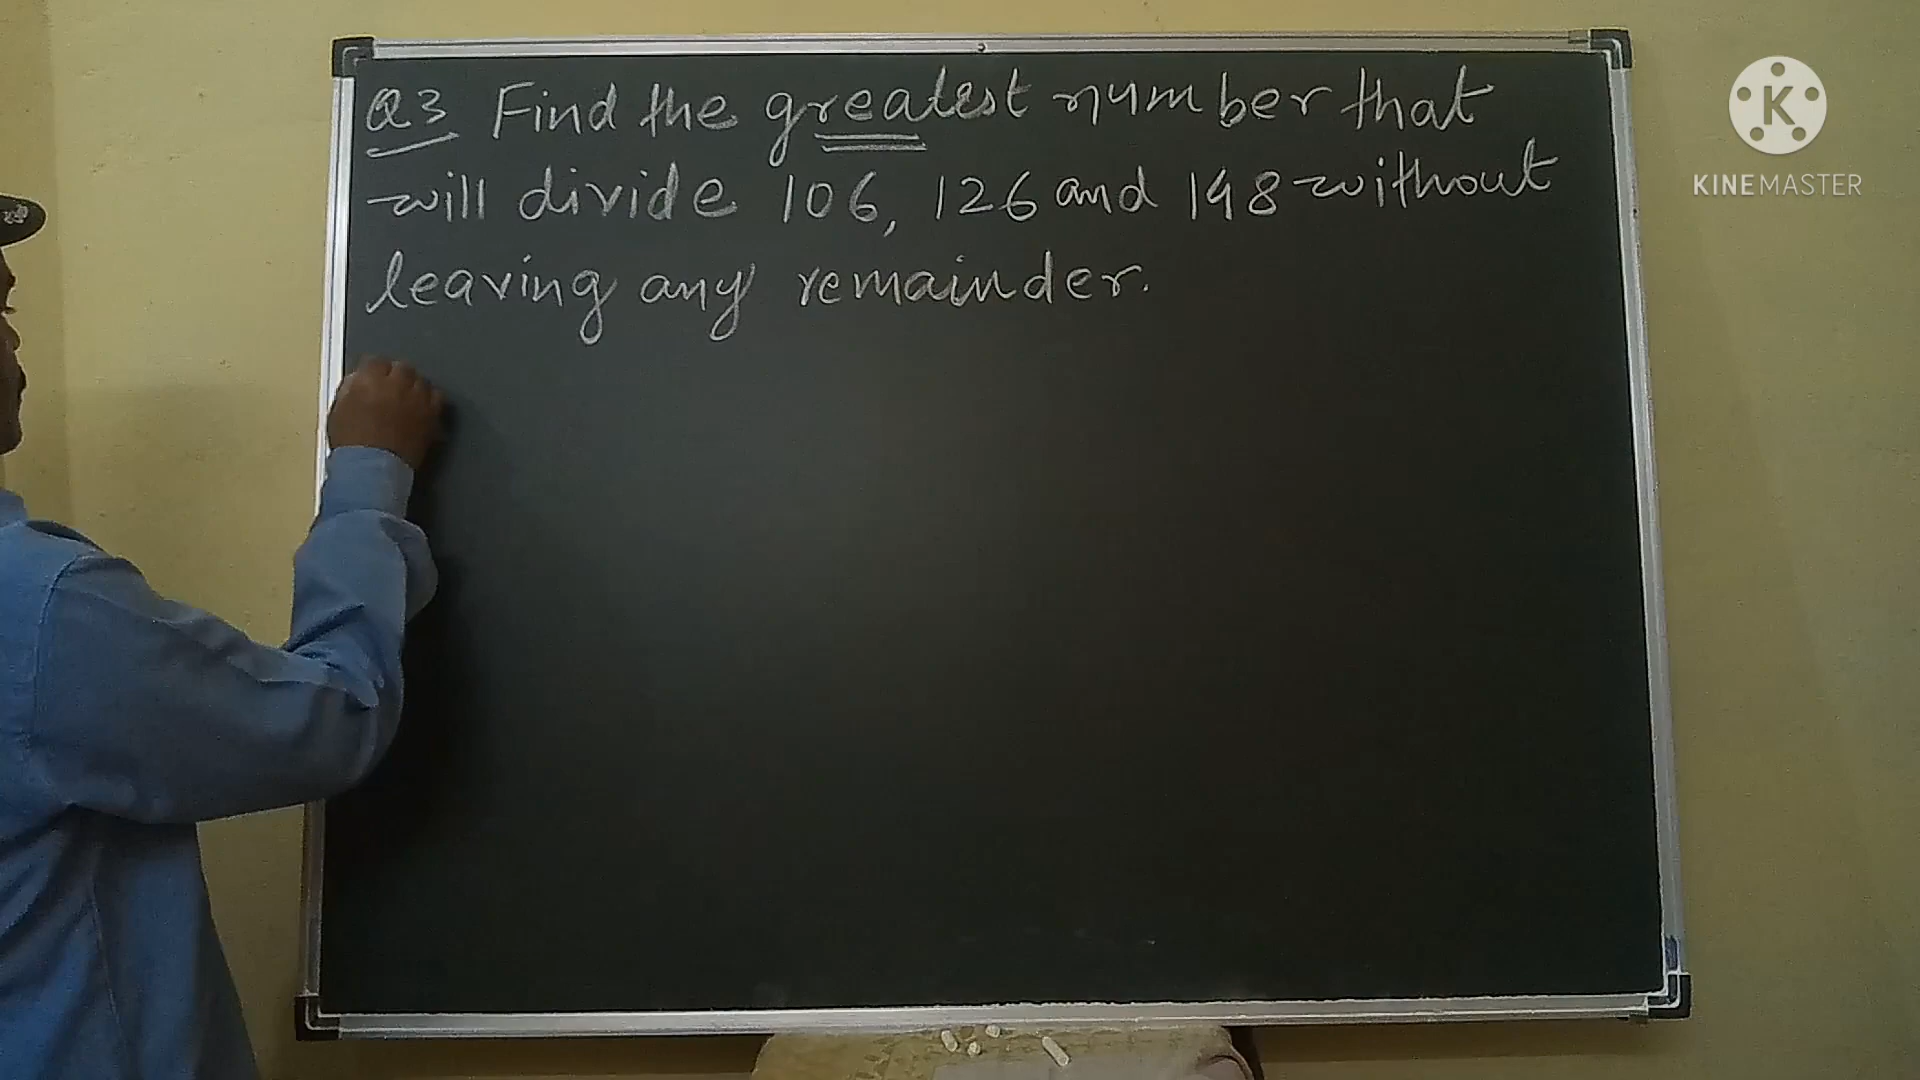 Q3 Find the greatest number that
will divide 106, 126 and 148 without
leaving any remainder.
K
KINEMASTER